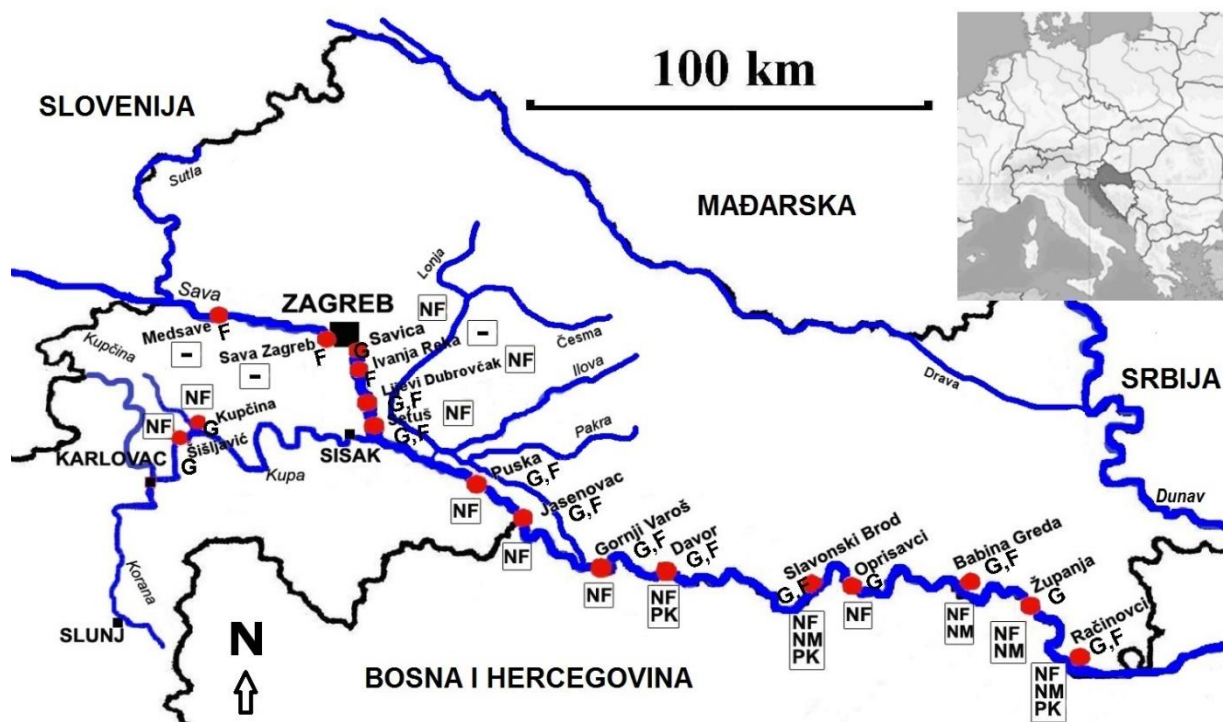 100 km
SLOVENIJA
MAĐARSKA
SRBIJA
BOSNA I HERCEGOVINA
Sutla
Sava
ZAGREB
Lonja
NF
Česma
Medsave
F
-
Sava Zagreb
F
-
Savica
G
-
Ivanja Reka
F
Lijevi Dubrovčak
G,F
NF
Ilova
Sefuš
G,F
NF
Pakra
Drava
Dunav
Kupčina
NF
Kupčina
G
NF
Šišljavić
G
KARLOVAC
Kupa
SISAK
Korana
SLUNJ
N
Puska
G,F
NF
Jasenovac
G,F
NF
Gornji Varoš
G,F
NF
Davor
G,F
NF
PK
Slavonski Brod
G,F
NF
NM
PK
Oprisavci
G
NF
Babina Greda
G,F
NF
NM
Županja
G
NF
NM
Račinovci
G,F
NF
NM
PK